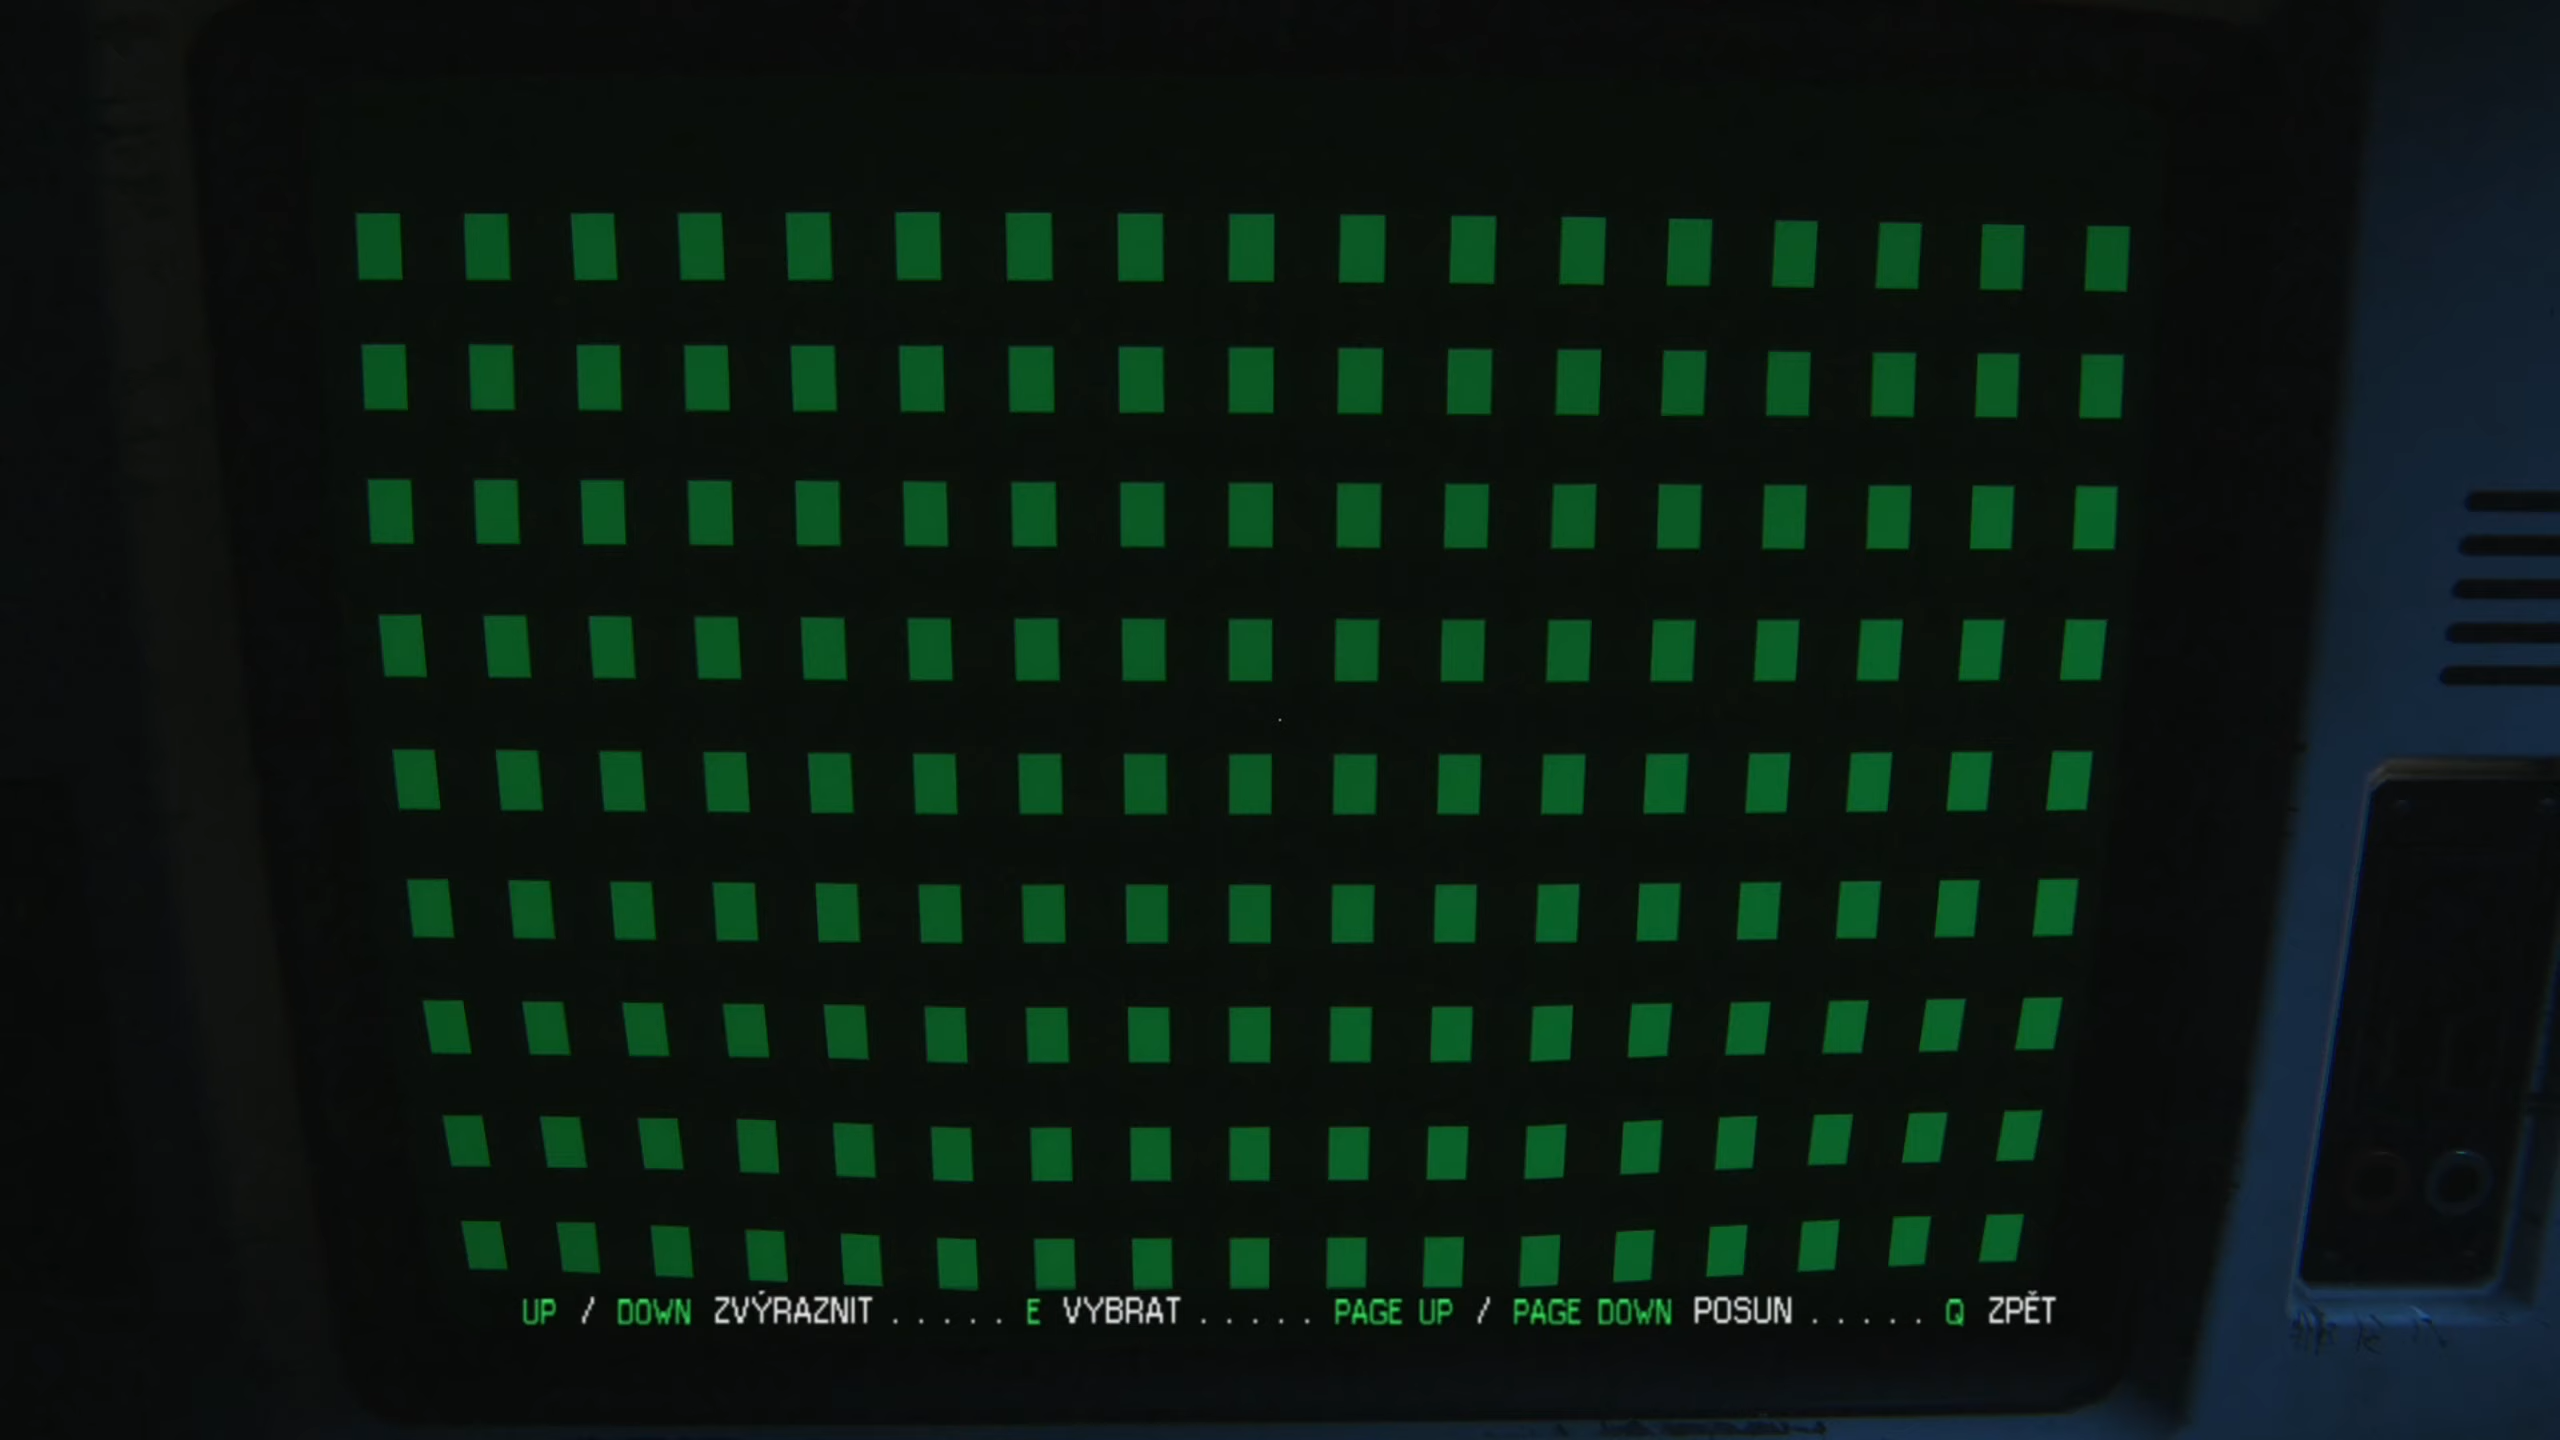 UP / DOWN ZVÝRAZNIT ..... E VYBRAT ..... PAGE UP / PAGE DOWN POSUN ..... Q ZPĚT